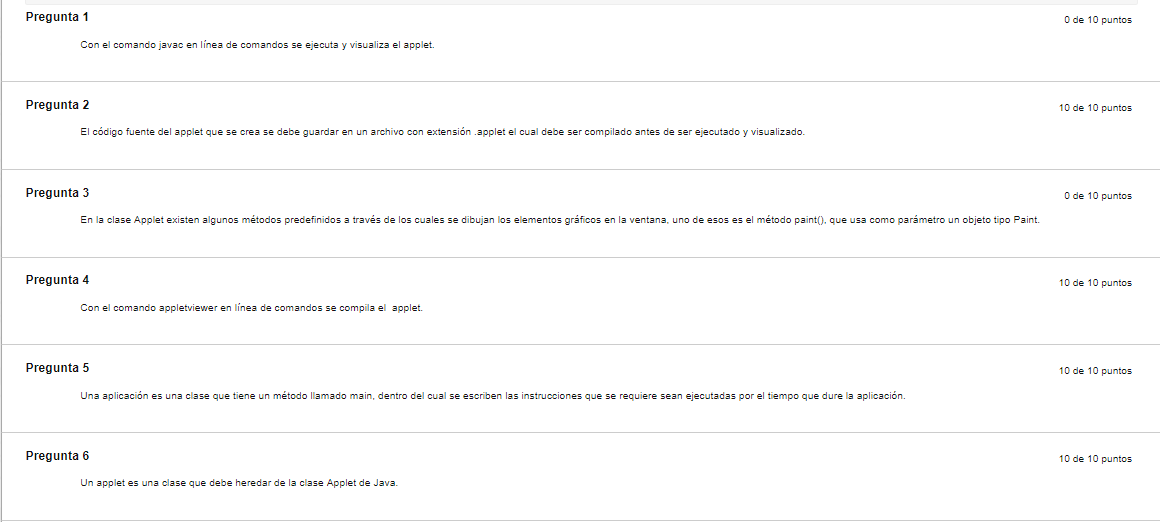 Pregunta 1
0 de 10 puntos
Con el comando javac en línea de comandos se ejecuta y visualiza el applet.
Pregunta 2
10 de 10 puntos
El código fuente del applet que se crea se debe guardar en un archivo con extensión .applet el cual debe ser compilado antes de ser ejecutado y visualizado.
Pregunta 3
0 de 10 puntos
En la clase Applet existen algunos métodos predefinidos a través de los cuales se dibujan los elementos gráficos en la ventana, uno de esos es el método paint(), que usa como parámetro un objeto tipo Paint.
Pregunta 4
10 de 10 puntos
Con el comando appletviewer en línea de comandos se compila el  applet.
Pregunta 5
10 de 10 puntos
Una aplicación es una clase que tiene un método llamado main, dentro del cual se escriben las instrucciones que se requiere sean ejecutadas por el tiempo que dure la aplicación.
Pregunta 6
10 de 10 puntos
Un applet es una clase que debe heredar de la clase Applet de Java.